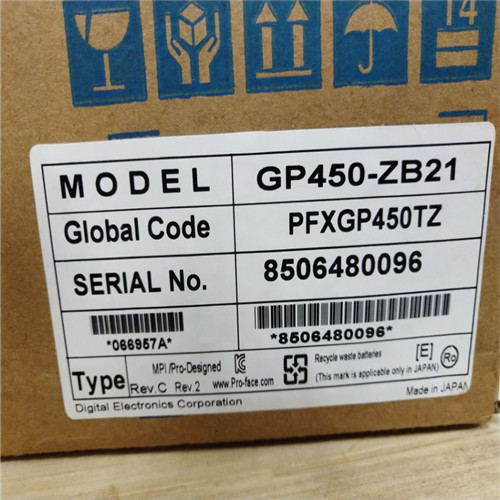 14
MODEL GP450-ZB21
Global Code PFXGP450TZ
SERIAL No. 8506480096
*066957A* *8506480096*
Type MPI /Pro-Designed Recycle waste batteries [E] Ro
Rev.C Rev.2 www.Pro-face.com (This mark is applicable only in JAPAN)
Digital Electronics Corporation Made in JAPAN